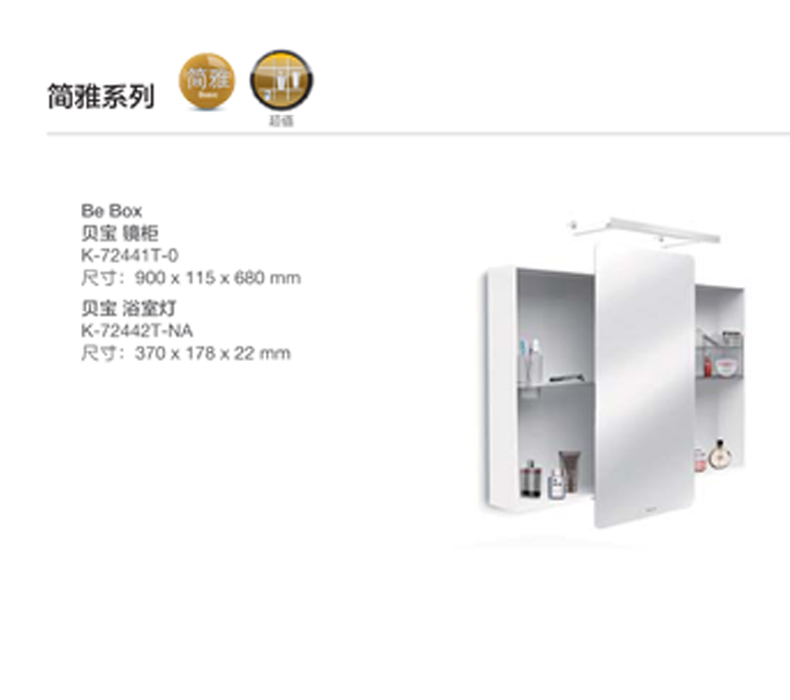 简雅系列
简雅
超值
Be Box
贝宝 镜柜
K-72441T-0
尺寸：900 x 115 x 680 mm
贝宝 浴室灯
K-72442T-NA
尺寸：370 x 178 x 22 mm